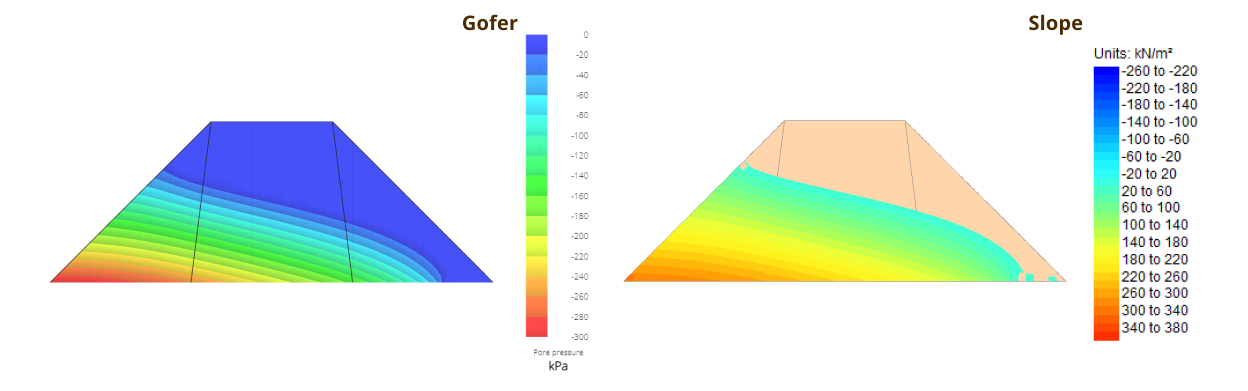 Gofer
0
-20
-40
-60
-80
-100
-120
-140
-160
-180
-200
-220
-240
-260
-280
-300
Pore pressure
kPa
Slope
Units: kN/m²
-260 to -220
-220 to -180
-180 to -140
-140 to -100
-100 to -60
-60 to -20
-20 to 20
20 to 60
60 to 100
100 to 140
140 to 180
180 to 220
220 to 260
260 to 300
300 to 340
340 to 380